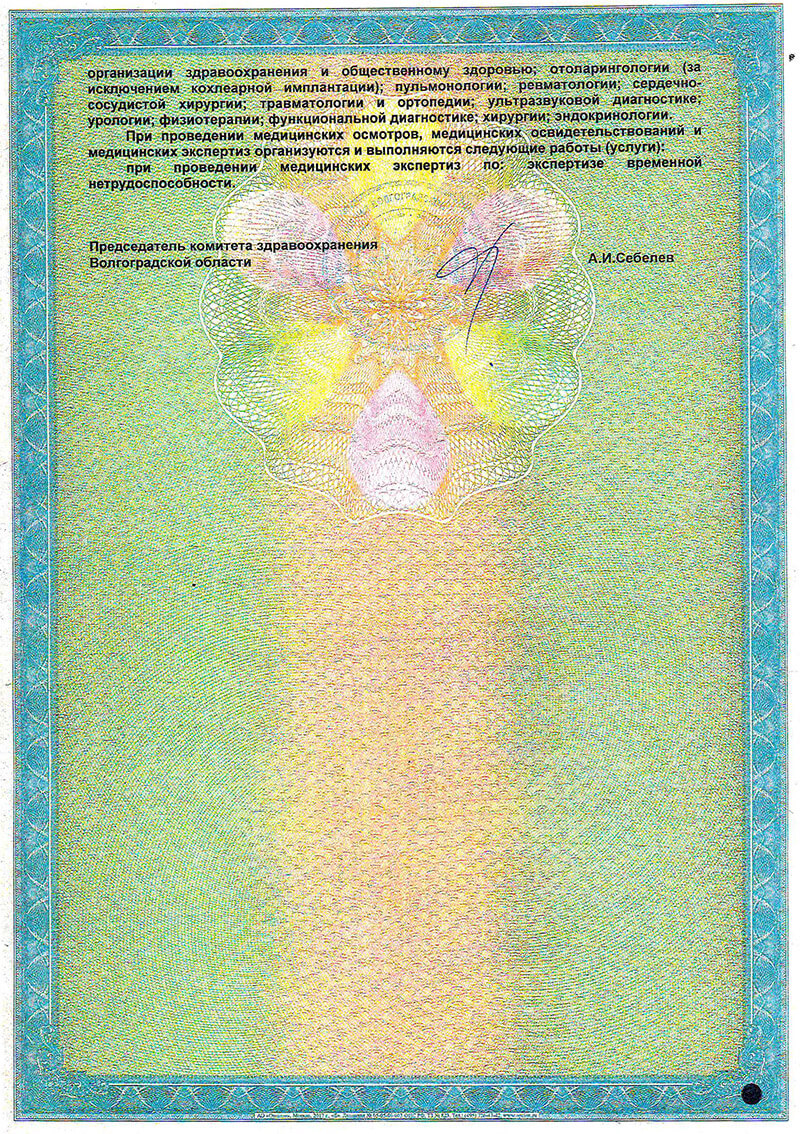 организации здравоохранения и общественному здоровью; отоларингологии (за
исключением кохлеарной имплантации); пульмонологии; ревматологии; сердечно-
сосудистой хирургии; травматологии и ортопедии; ультразвуковой диагностике;
урологии; физиотерапии; функциональной диагностике; хирургии; эндокринологии.
При проведении медицинских осмотров, медицинских освидетельствований и
медицинских экспертиз организуются и выполняются следующие работы (услуги):
при проведении медицинских экспертиз по: экспертизе временной
нетрудоспособности.
Председатель комитета здравоохранения
Волгоградской области
А.И.Себелев